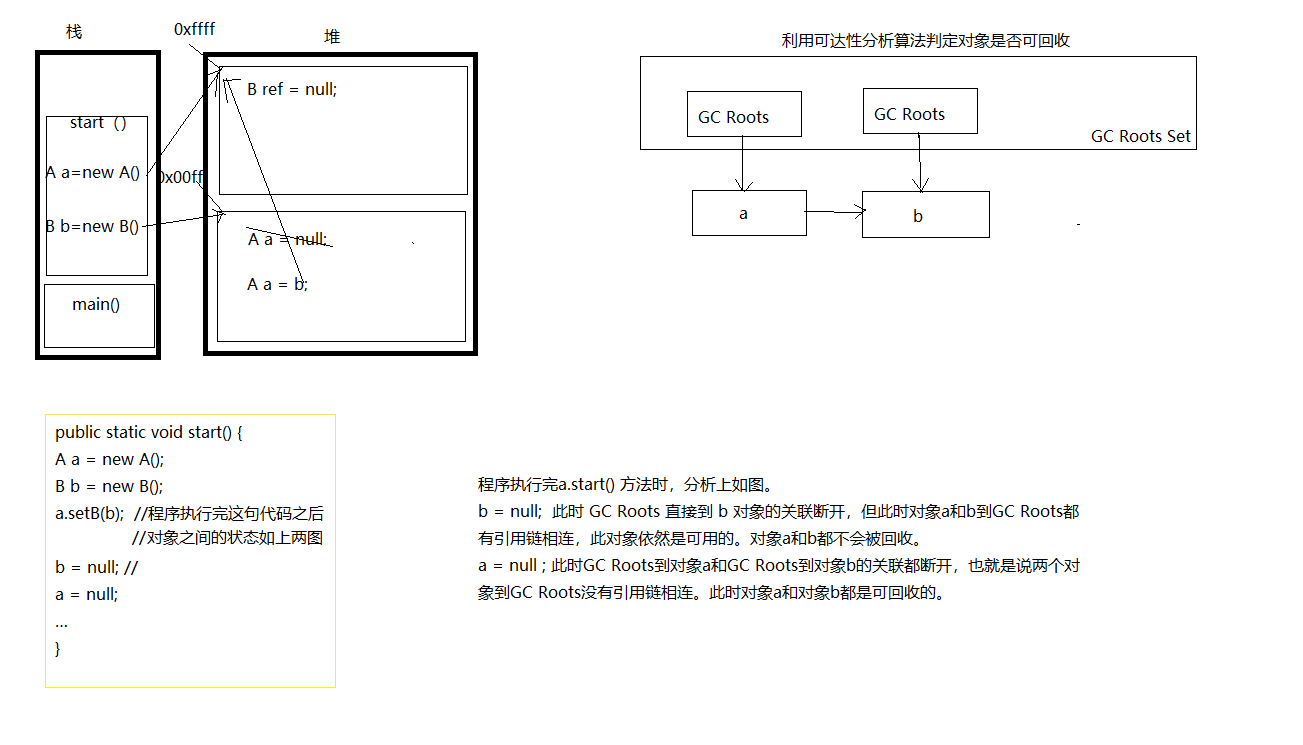 栈
0xffff
堆
start（）
A a=new A()
B b=new B()
main()
B ref = null;
0x00ff
A a = null;
A a = b;
利用可达性分析算法判定对象是否可回收
GC Roots
GC Roots
GC Roots Set
a
b
public static void start() {
A a = new A();
B b = new B();
a.setB(b); //程序执行完这句代码之后
//对象之间的状态如上两图
b = null; //
a = null;
...
}
程序执行完a.start() 方法时，分析上如图。
b = null; 此时 GC Roots 直接到 b 对象的关联断开，但此时对象a和b到GC Roots都
有引用链相连，此对象依然是可用的。对象a和b都不会被回收。
a = null ; 此时GC Roots到对象a和GC Roots到对象b的关联都断开，也就是说两个对
象到GC Roots没有引用链相连。此时对象a和对象b都是可回收的。